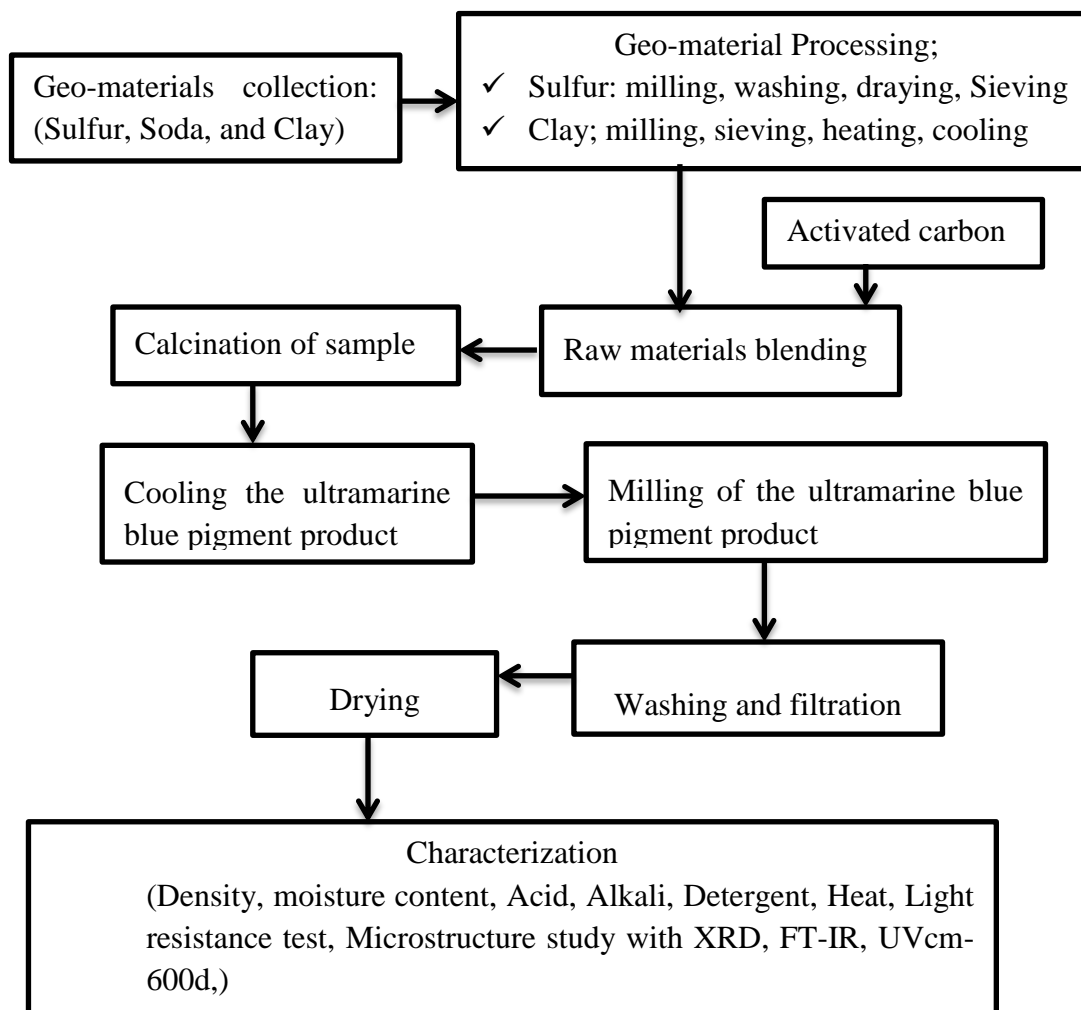 Geo-materials collection:
(Sulfur, Soda, and Clay)
Geo-material Processing;
✓ Sulfur: milling, washing, draying, Sieving
✓ Clay; milling, sieving, heating, cooling
Activated carbon
Raw materials blending
Calcination of sample
Cooling the ultramarine
blue pigment product
Milling of the ultramarine blue
pigment product
Washing and filtration
Drying
Characterization
(Density, moisture content, Acid, Alkali, Detergent, Heat, Light
resistance test, Microstructure study with XRD, FT-IR, UVcm-
600d,)